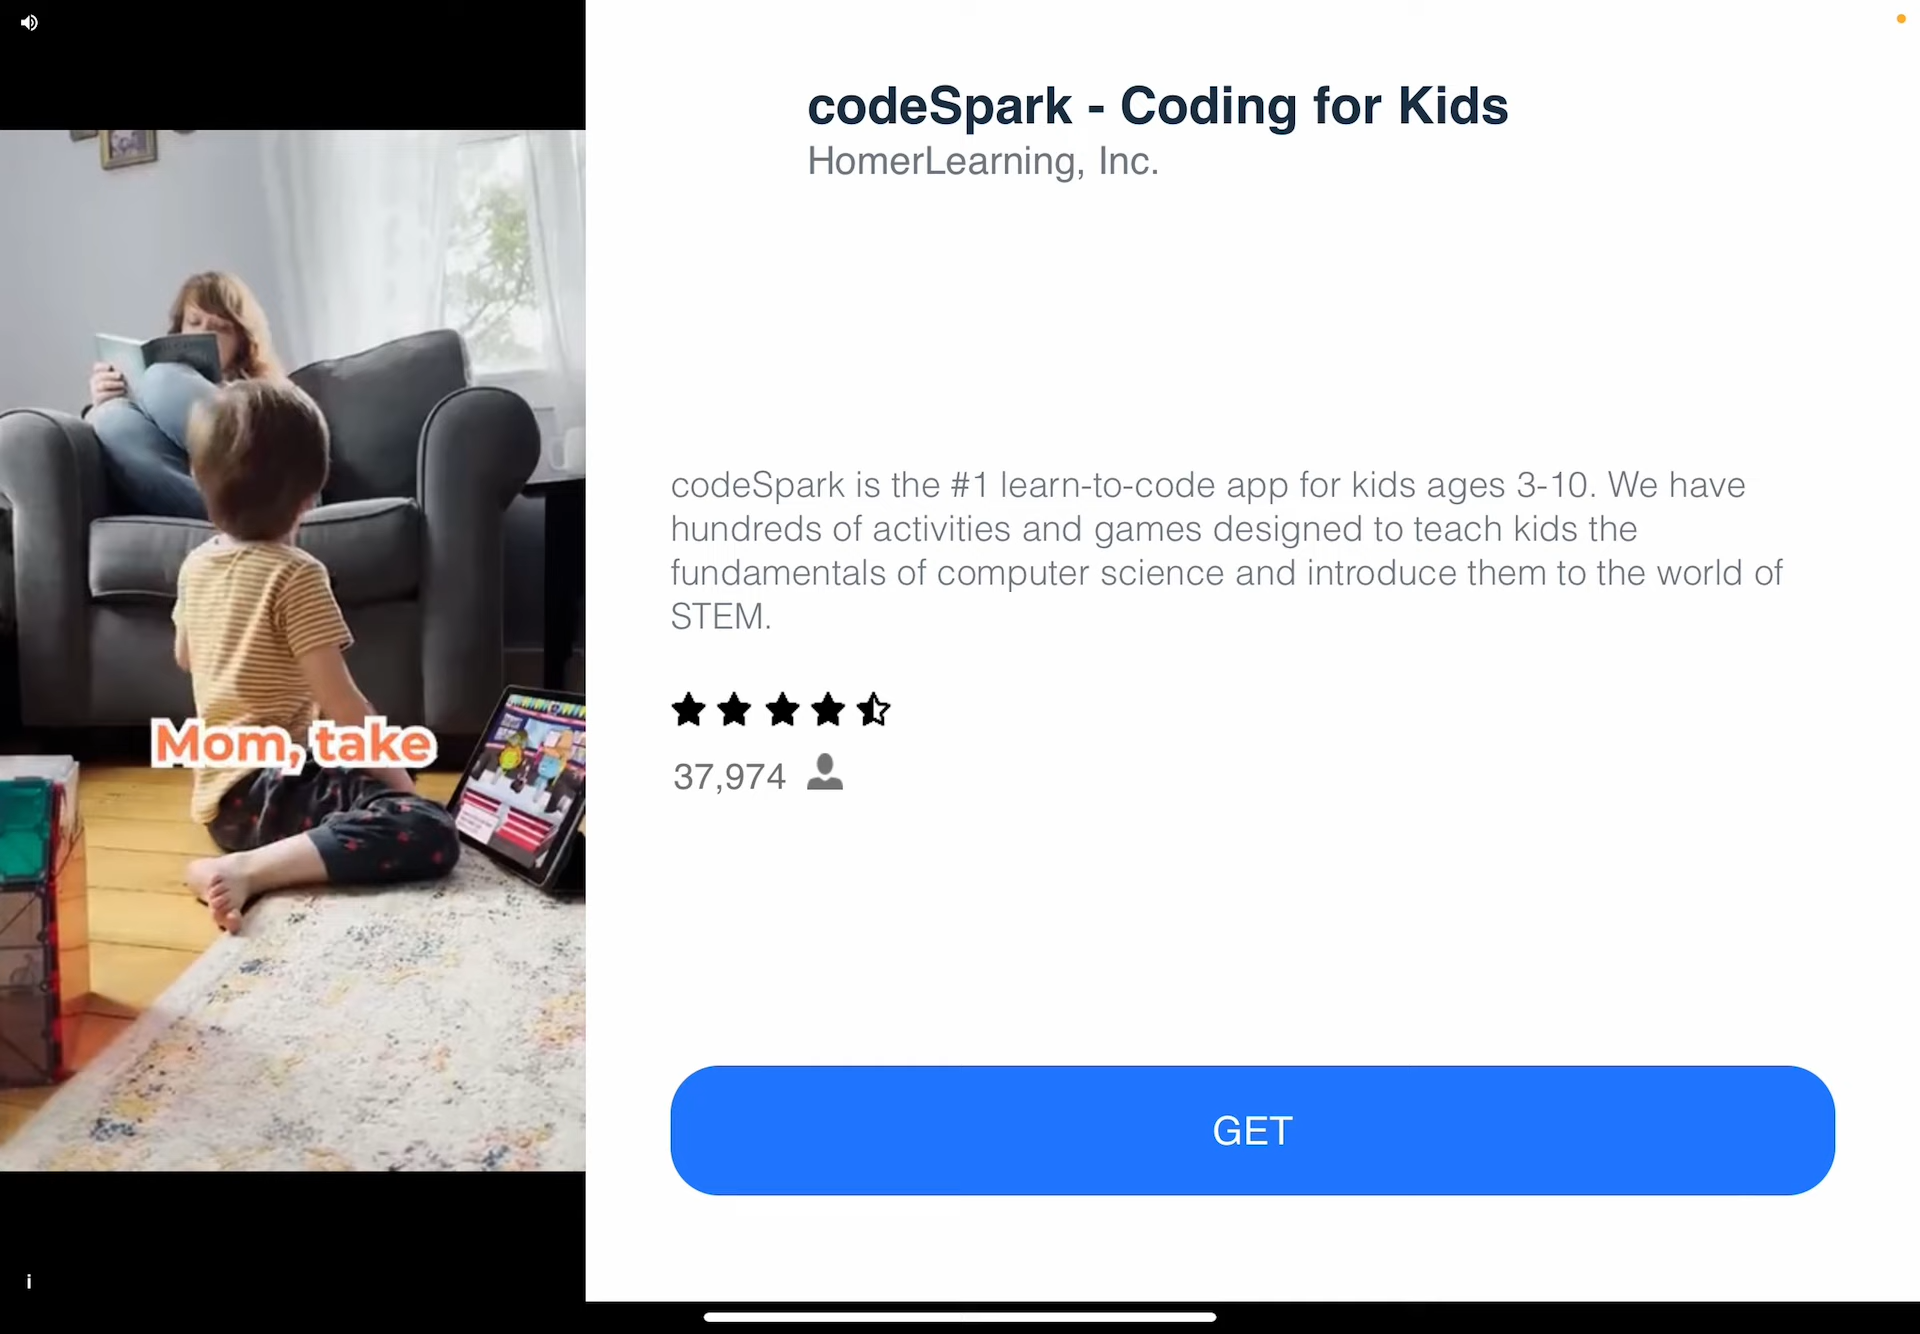 codeSpark - Coding for Kids
HomerLearning, Inc.
codeSpark is the #1 learn-to-code app for kids ages 3-10. We have
hundreds of activities and games designed to teach kids the
fundamentals of computer science and introduce them to the world of
STEM.
37,974
Mom, take
GET
i